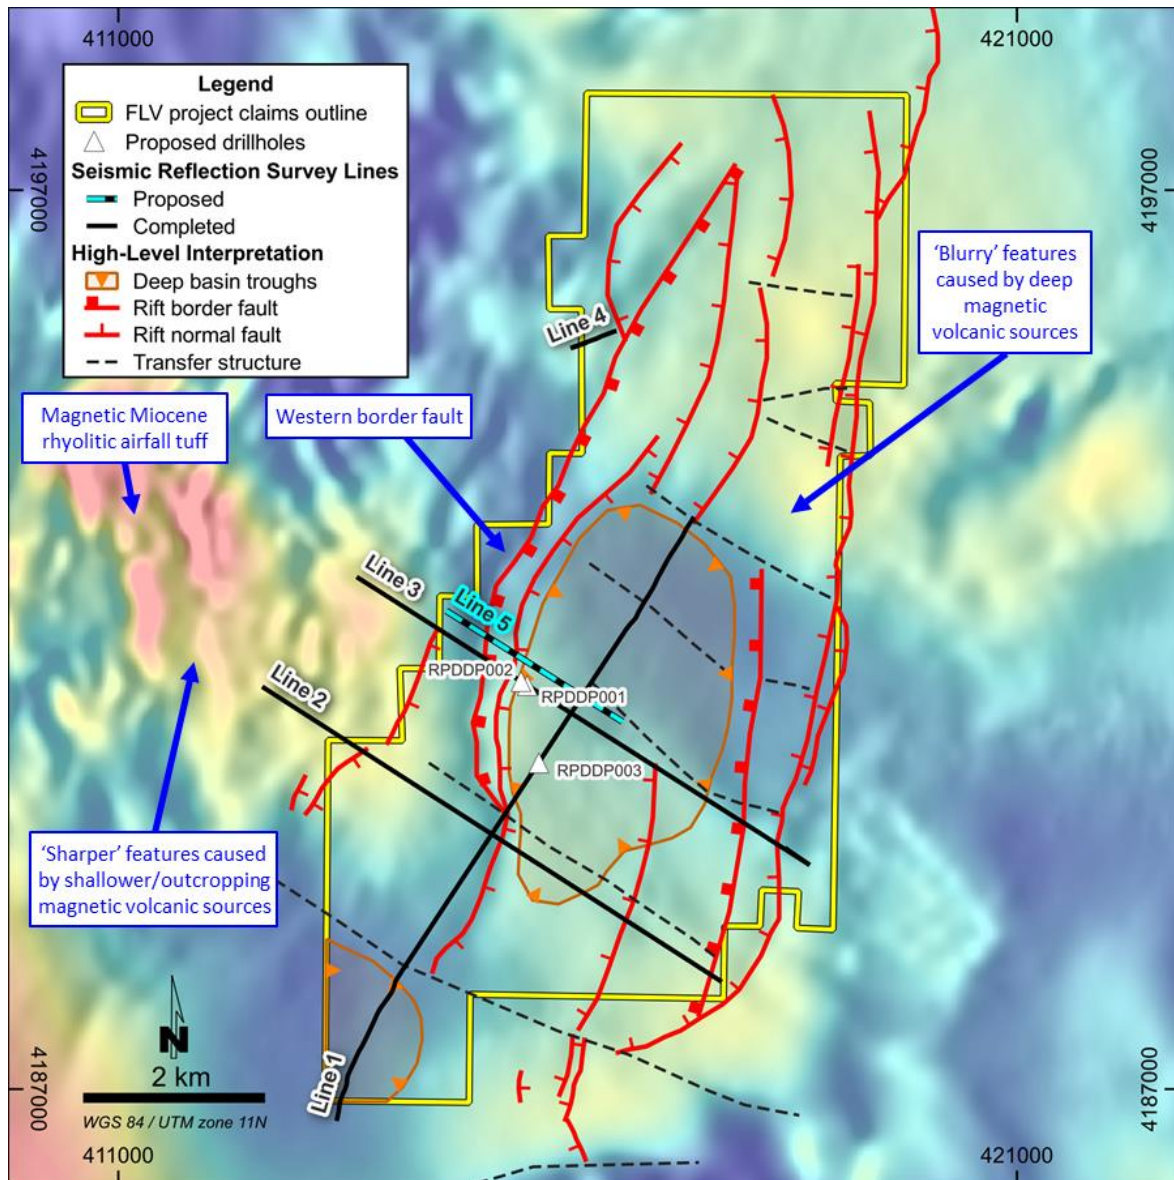 411000
421000
Legend
FLV project claims outline
Proposed drillholes
Seismic Reflection Survey Lines
Proposed
Completed
High-Level Interpretation
Deep basin troughs
Rift border fault
Rift normal fault
Transfer structure
4197000
4197000
‘Blurry’ features
caused by deep
magnetic
volcanic sources
Line 4
Magnetic Miocene
rhyolitic airfall tuff
Western border fault
Line 3
Line 5
Line 2
RPDDP002
RPDDP001
RPDDP003
‘Sharper’ features caused
by shallower/outcropping
magnetic volcanic sources
N
2 km
WGS 84 / UTM zone 11N
Line 1
4187000
4187000
411000
421000